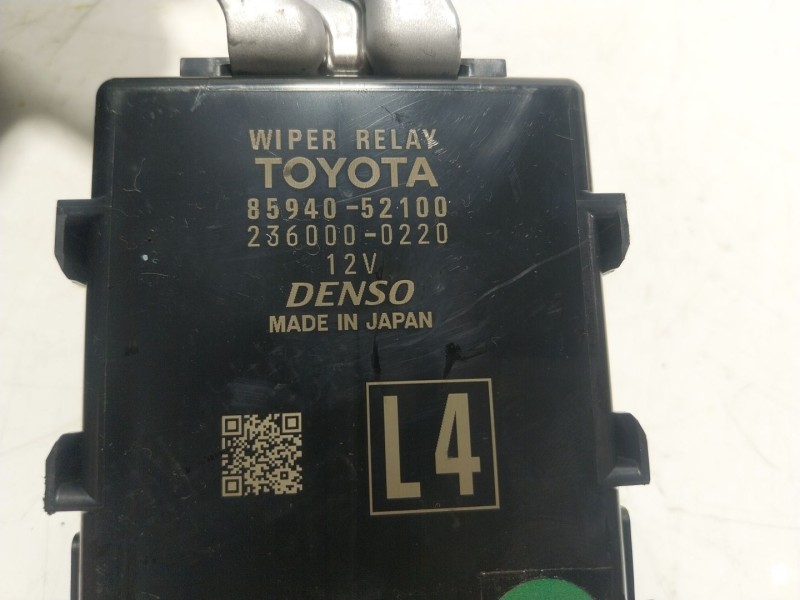 WIPER RELAY
TOYOTA
85940-52100
236000-0220
12V
DENSO
MADE IN JAPAN
L4